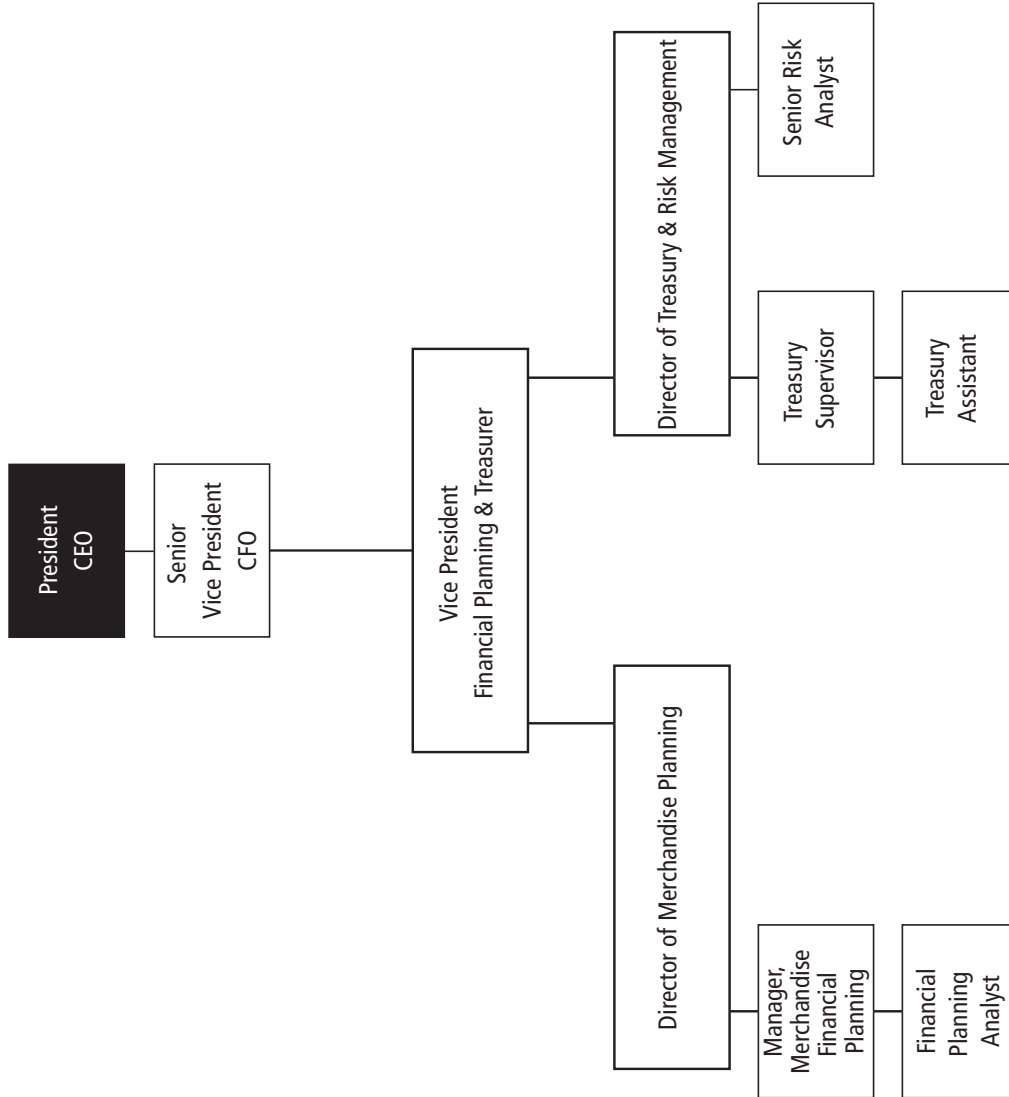 President
CEO
Senior
Vice President
CFO
Vice President
Financial Planning & Treasurer
Director of Merchandise Planning
Director of Treasury & Risk Management
Manager,
Merchandise
Financial
Planning
Treasury
Supervisor
Senior Risk
Analyst
Financial
Planning
Analyst
Treasury
Assistant